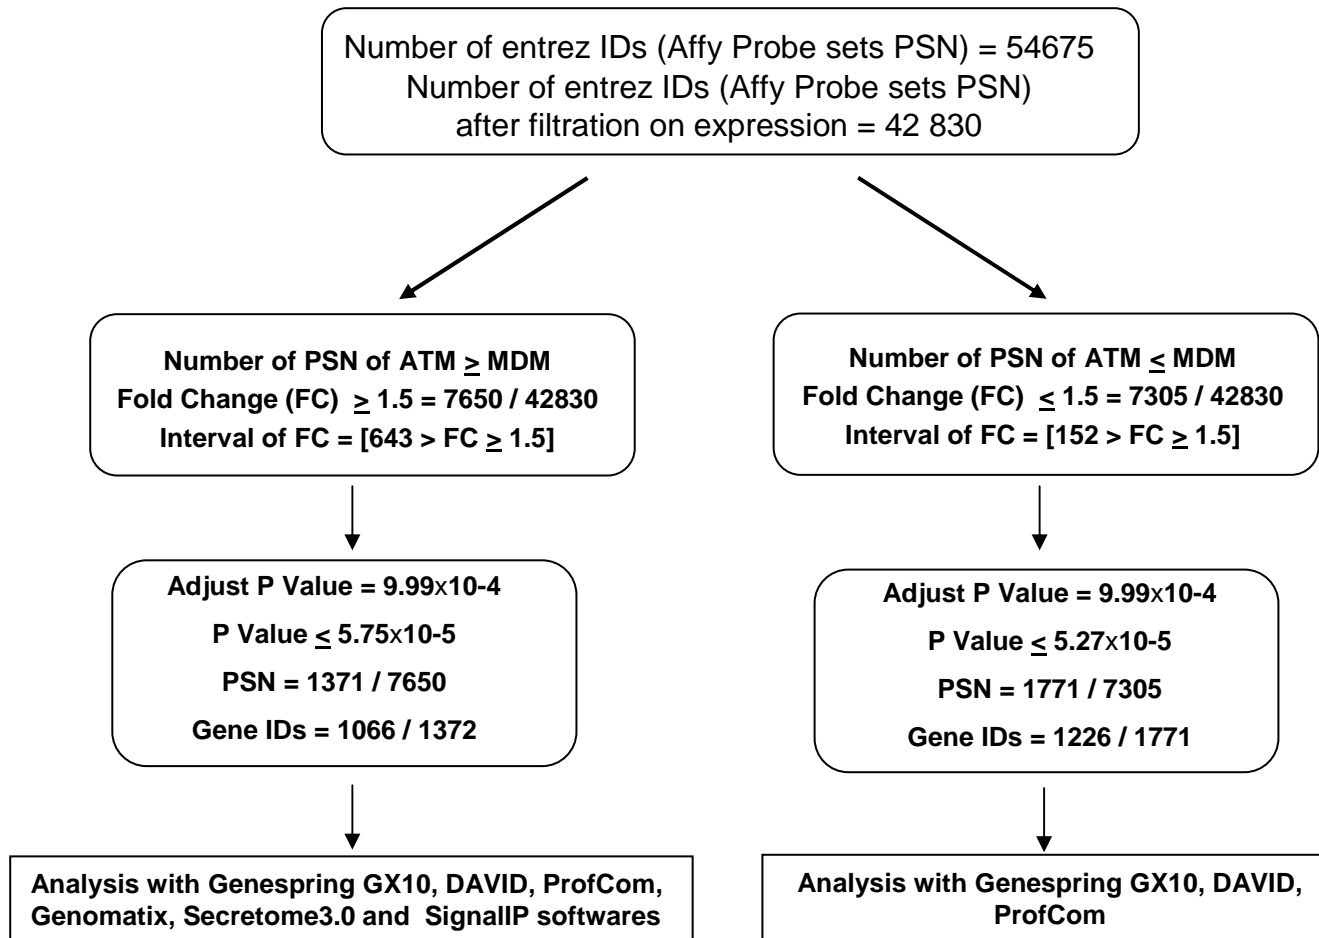 Number of entrez IDs (Affy Probe sets PSN) = 54675
Number of entrez IDs (Affy Probe sets PSN)
after filtration on expression = 42 830
Number of PSN of ATM ≥ MDM
Fold Change (FC) ≥ 1.5 = 7650 / 42830
Interval of FC = [643 > FC ≥ 1.5]
Number of PSN of ATM ≤ MDM
Fold Change (FC) ≤ 1.5 = 7305 / 42830
Interval of FC = [152 > FC ≥ 1.5]
Adjust P Value = 9.99x10-4
P Value ≤ 5.75x10-5
PSN = 1371 / 7650
Gene IDs = 1066 / 1372
Adjust P Value = 9.99x10-4
P Value ≤ 5.27x10-5
PSN = 1771 / 7305
Gene IDs = 1226 / 1771
Analysis with Genespring GX10, DAVID, ProfCom,
Genomatix, Secretome3.0 and SignalIP softwares
Analysis with Genespring GX10, DAVID,
ProfCom